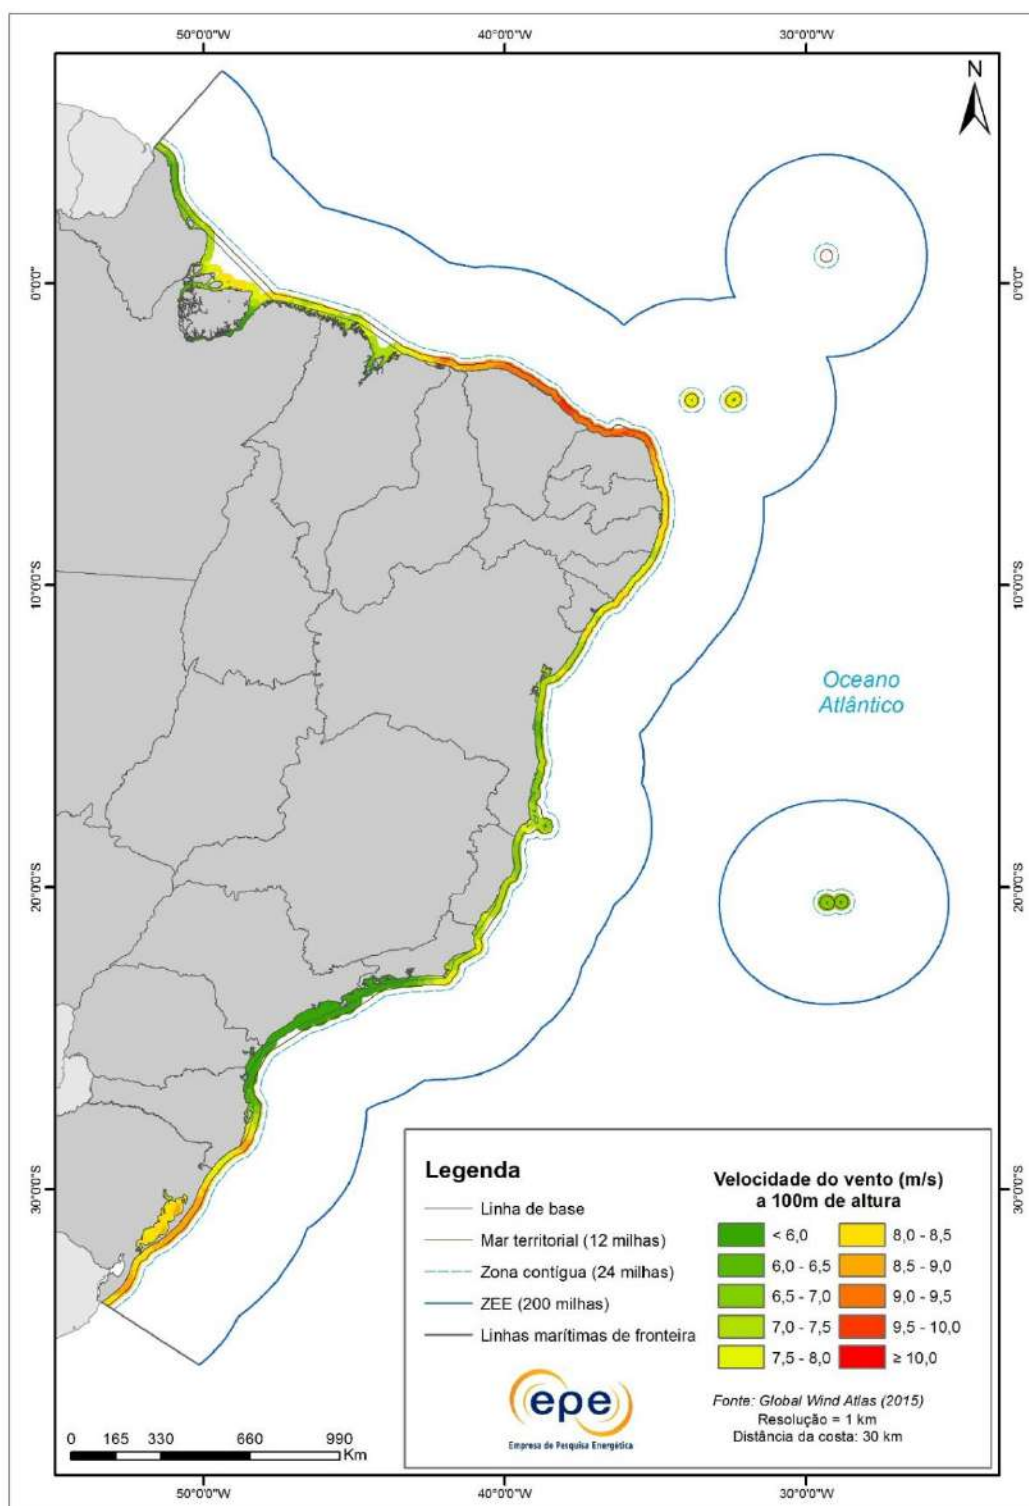 50°0'0"W
40°0'0"W
30°0'0"W
N
0°0'0"
0°0'0"
10°0'0"S
10°0'0"S
Oceano
Atlântico
20°0'0"S
20°0'0"S
30°0'0"S
30°0'0"S
Legenda
Linha de base
Mar territorial (12 milhas)
Zona contígua (24 milhas)
ZEE (200 milhas)
Linhas marítimas de fronteira
Velocidade do vento (m/s)
a 100m de altura
< 6,0
6,0 - 6,5
6,5 - 7,0
7,0 - 7,5
7,5 - 8,0
8,0 - 8,5
8,5 - 9,0
9,0 - 9,5
9,5 - 10,0
≥ 10,0
epe
Empresa de Pesquisa Energética
Fonte: Global Wind Atlas (2015)
Resolução = 1 km
Distância da costa: 30 km
0 165 330 660 990
Km
50°0'0"W
40°0'0"W
30°0'0"W